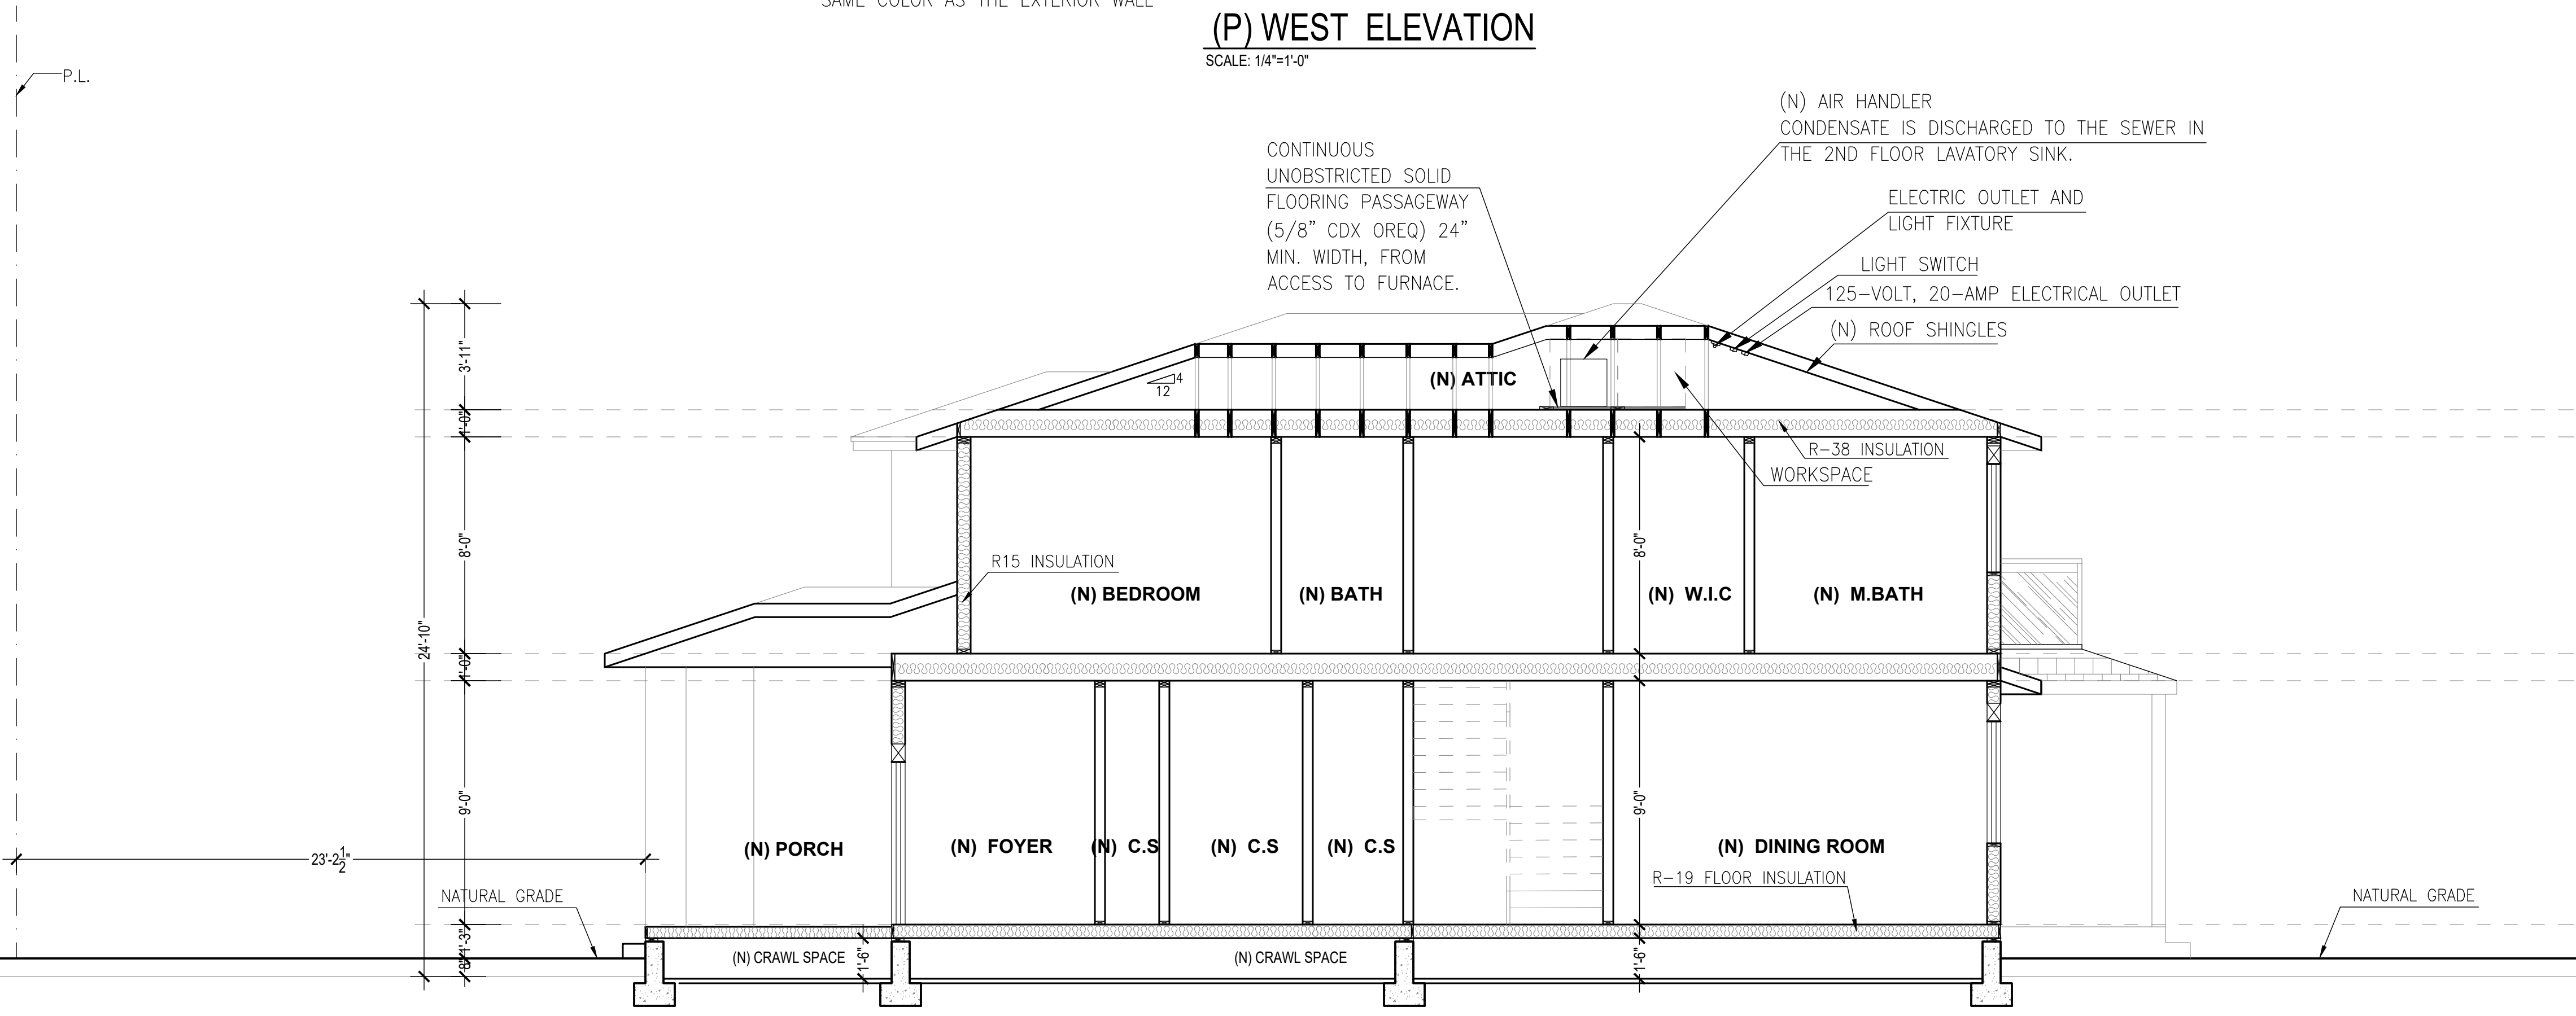 SAME COLOR AS THE EXTERIOR WALL
(P) WEST ELEVATION
SCALE: 1/4"=1'-0"
P.L.
(N) AIR HANDLER
CONDENSATE IS DISCHARGED TO THE SEWER IN
THE 2ND FLOOR LAVATORY SINK.
CONTINUOUS
UNOBSTRICTED SOLID
FLOORING PASSAGEWAY
(5/8" CDX OREQ) 24"
MIN. WIDTH, FROM
ACCESS TO FURNACE.
ELECTRIC OUTLET AND
LIGHT FIXTURE
LIGHT SWITCH
125-VOLT, 20-AMP ELECTRICAL OUTLET
(N) ROOF SHINGLES
3'-11"
4
12
(N) ATTIC
1'-0"
R-38 INSULATION
WORKSPACE
8'-0"
8'-0"
R15 INSULATION
(N) BEDROOM
(N) BATH
(N) W.I.C
(N) M.BATH
24'-10"
1'-0"
9'-0"
9'-0"
23'-2 1/2"
(N) PORCH
(N) FOYER
(N) C.S
(N) C.S
(N) C.S
(N) DINING ROOM
R-19 FLOOR INSULATION
NATURAL GRADE
NATURAL GRADE
1'-3"
8"
(N) CRAWL SPACE
1'-6"
(N) CRAWL SPACE
1'-6"